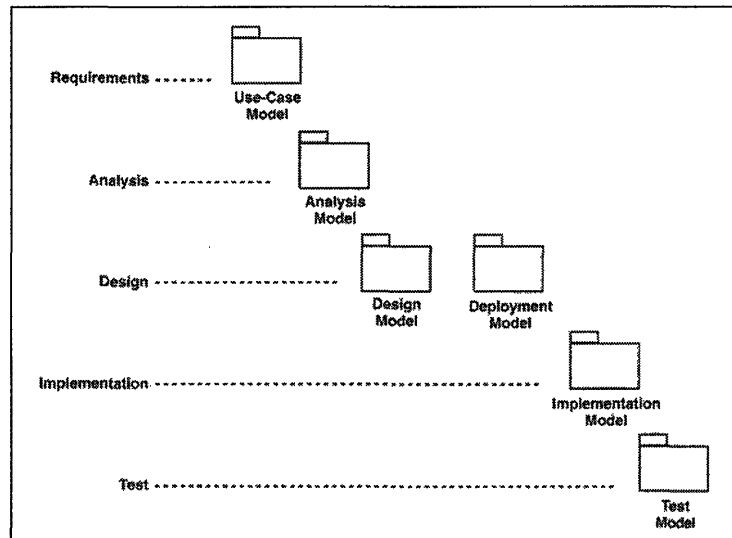 Requirements
Use-Case
Model
Analysis
Analysis
Model
Design
Design
Model
Deployment
Model
Implementation
Implementation
Model
Test
Test
Model